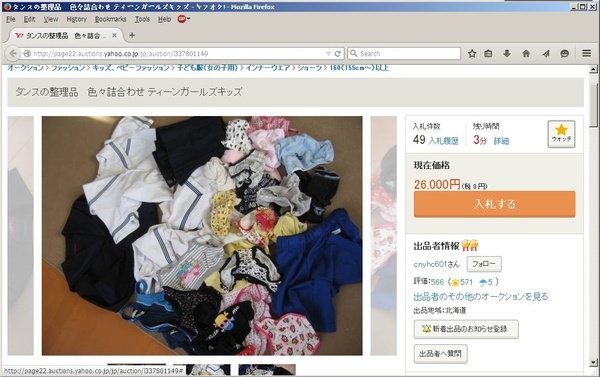 タンスの整理品　色々詰合わせ ティーンガールズキッズ - ヤフオク! - Mozilla Firefox
File Edit View History Bookmarks Tools Help
タンスの整理品　色々詰合わ...
http://page22.auctions.yahoo.co.jp/jp/auction/l337801149
Search
オークション > ファッション > キッズ、ベビーファッション > 子ども服(女の子用) > インナーウエア > ショーツ > 160(155cm~)以上
タンスの整理品　色々詰合わせ ティーンガールズキッズ
入札件数 残り時間
49 入札履歴 3分 詳細
ウォッチ
現在価格
26,000円(税 0 円)
入札する
出品者情報
cnyhc601さん フォロー
評価:566 ( 571 5 )
出品者のその他のオークションを見る
出品地域:北海道
新着出品のお知らせ登録
出品者へ質問
http://page22.auctions.yahoo.co.jp/jp/auction/l337801149#